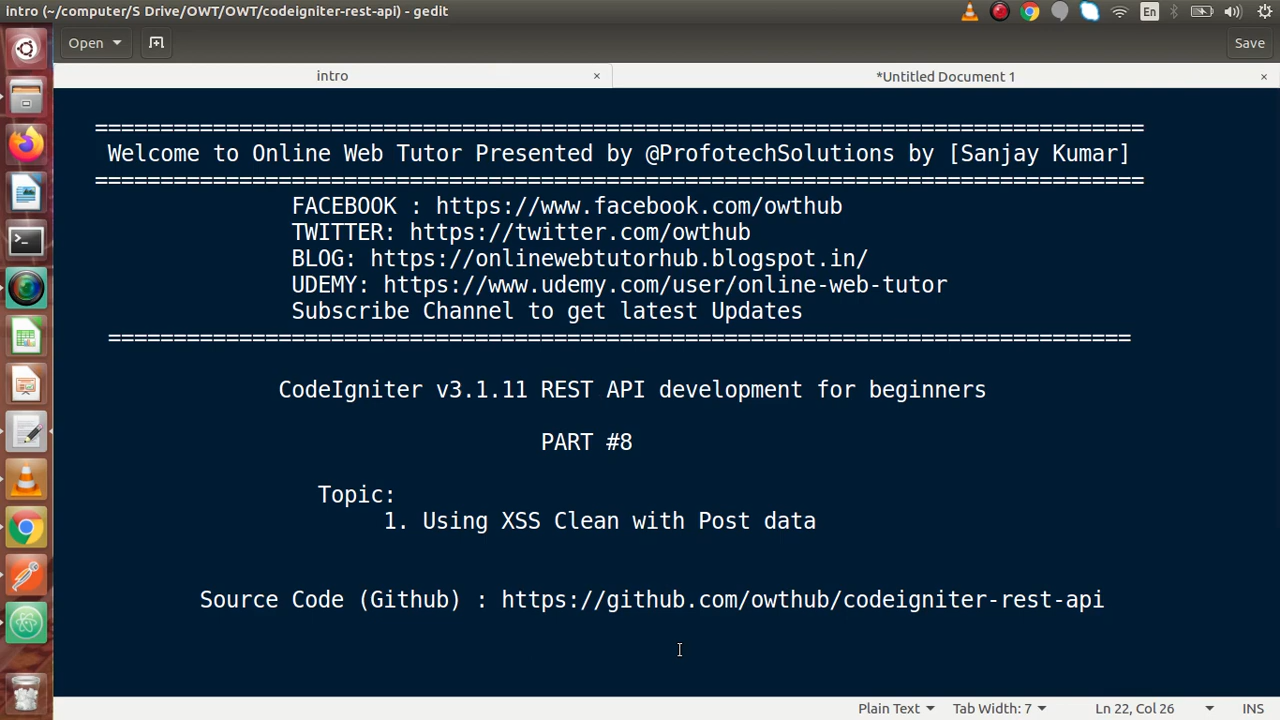 intro (~/computer/S Drive/OWT/OWT/codeigniter-rest-api) - gedit
En
Open
Save
intro ×
*Untitled Document 1 ×
================================================================================
Welcome to Online Web Tutor Presented by @ProfotechSolutions by [Sanjay Kumar]
================================================================================
FACEBOOK : https://www.facebook.com/owthub
TWITTER: https://twitter.com/owthub
BLOG: https://onlinewebtutorhub.blogspot.in/
UDEMY: https://www.udemy.com/user/online-web-tutor
Subscribe Channel to get latest Updates
==============================================================================
CodeIgniter v3.1.11 REST API development for beginners
PART #8
Topic:
1. Using XSS Clean with Post data
Source Code (Github) : https://github.com/owthub/codeigniter-rest-api
Plain Text
Tab Width: 7
Ln 22, Col 26
INS